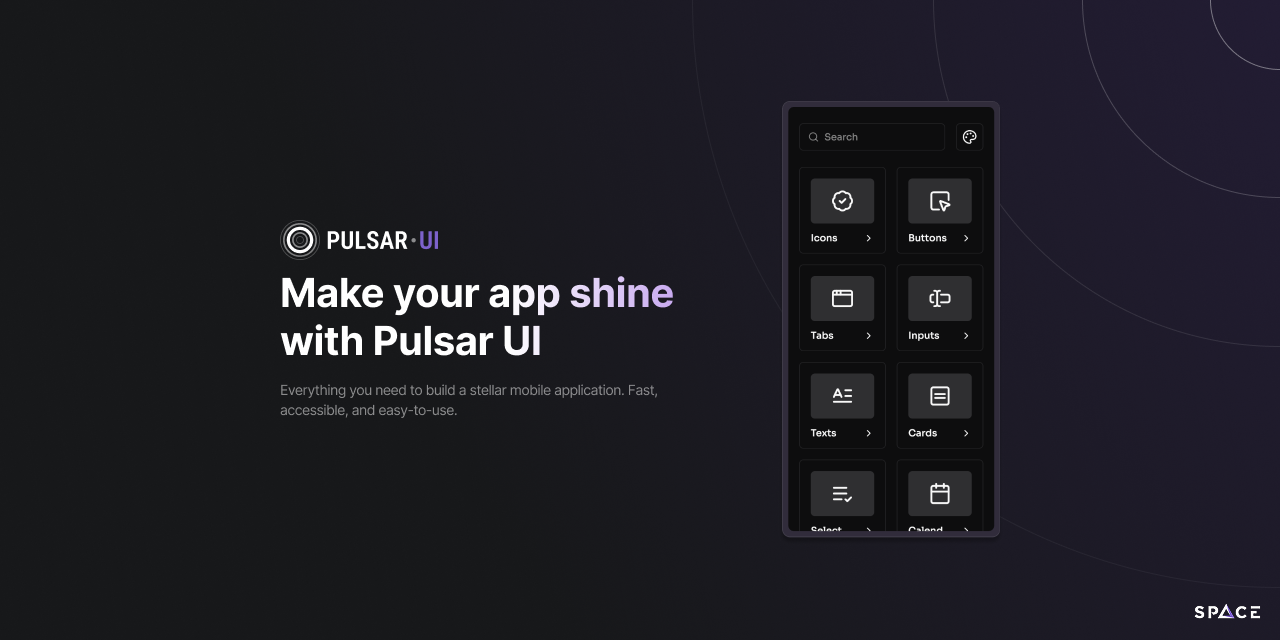 PULSAR·UI
Make your app shine
with Pulsar UI
Everything you need to build a stellar mobile application. Fast,
accessible, and easy-to-use.
Search
Icons
Buttons
Tabs
Inputs
Texts
Cards
Select
Calend
SPACE